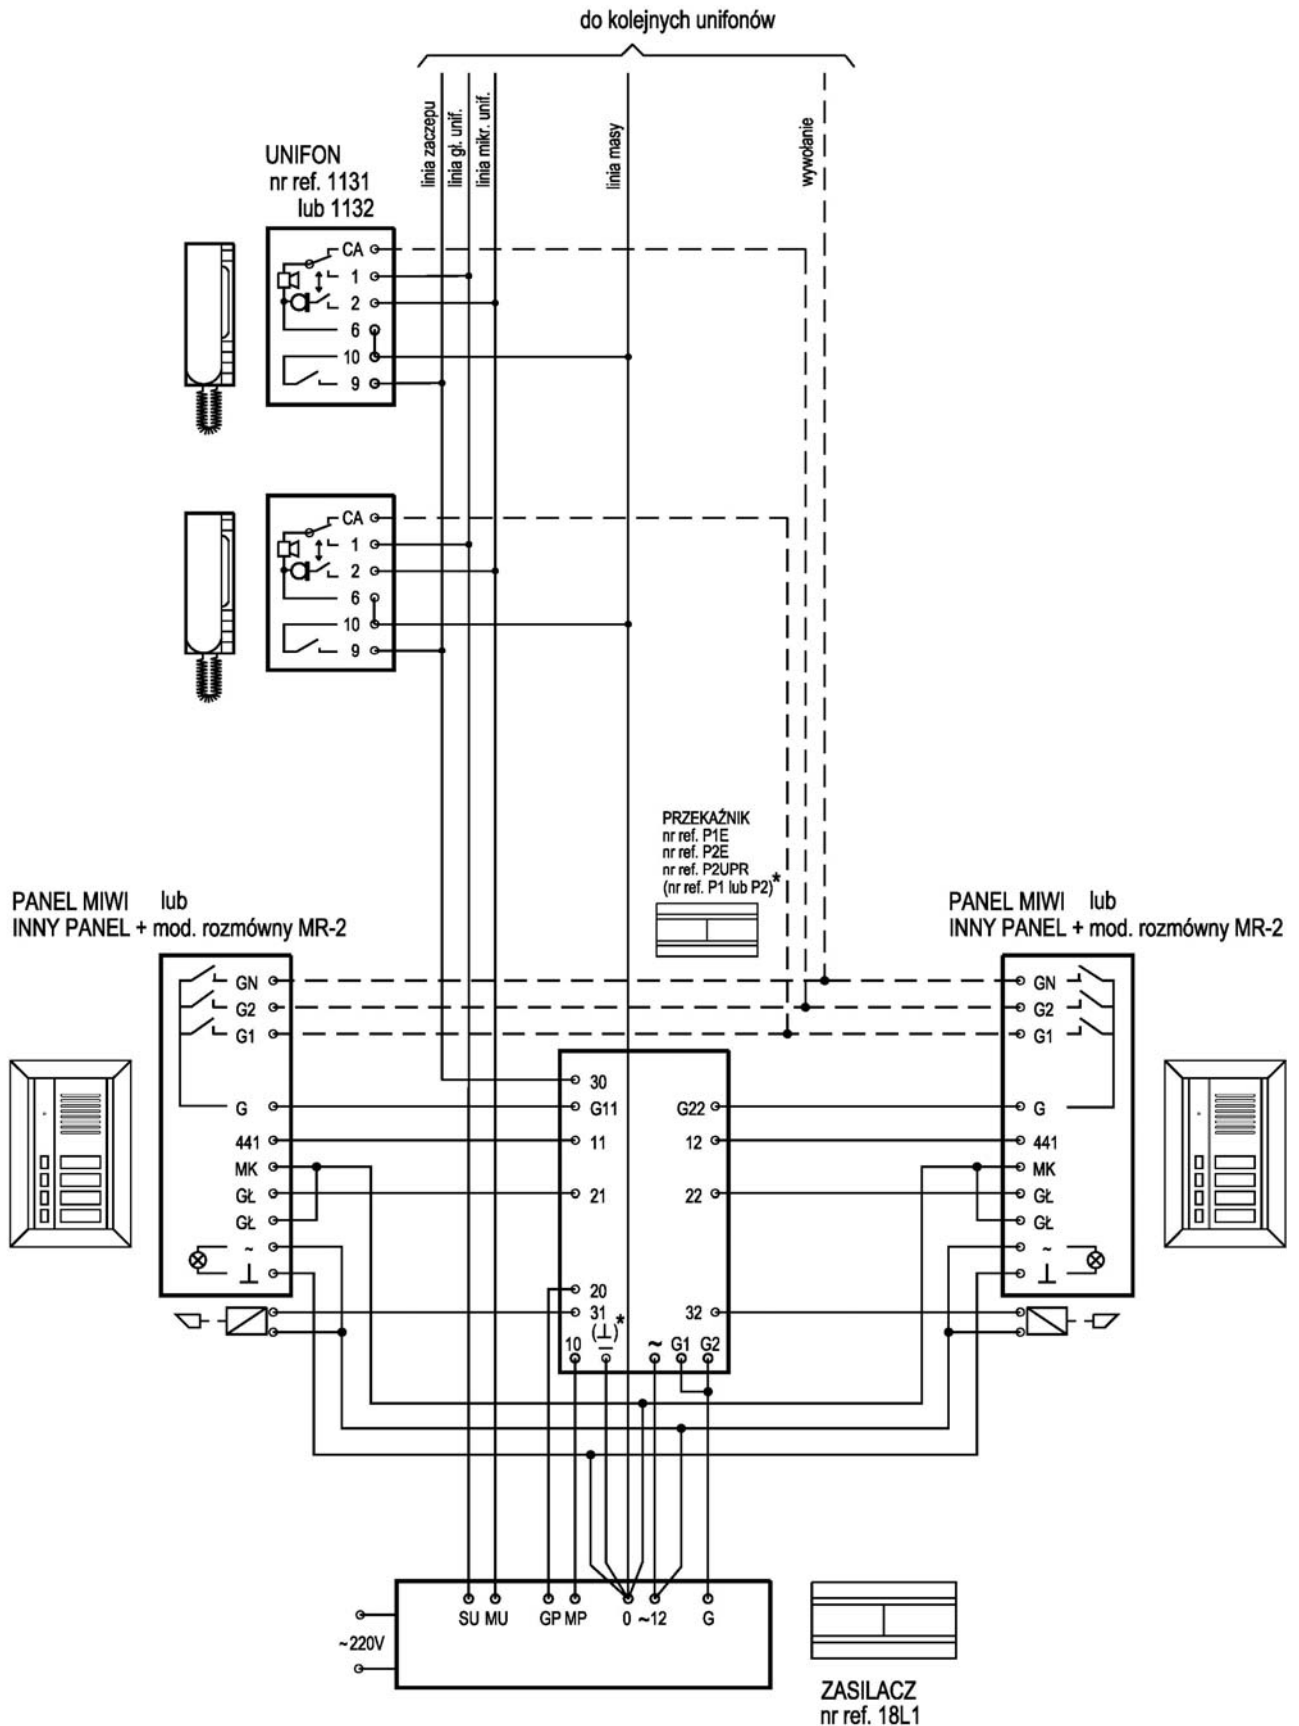 do kolejnych unifonów
linia zaczepu
linia gł. unif.
linia mikr. unif.
linia masy
wywołanie
UNIFON
nr ref. 1131
lub 1132
CA
1
2
6
10
9
CA
1
2
6
10
9
PRZEKAŹNIK
nr ref. P1E
nr ref. P2E
nr ref. P2UPR
(nr ref. P1 lub P2)*
PANEL MIWI lub
INNY PANEL + mod. rozmówny MR-2
PANEL MIWI lub
INNY PANEL + mod. rozmówny MR-2
GN
G2
G1
G
441
MK
GŁ
GŁ
~
⊥
30
G11
11
21
20
31
(⊥)*
10
–
~
G1
G2
G22
12
22
32
GN
G2
G1
G
441
MK
GŁ
GŁ
~
⊥
SU MU GP MP 0 ~12 G
~220V
ZASILACZ
nr ref. 18L1